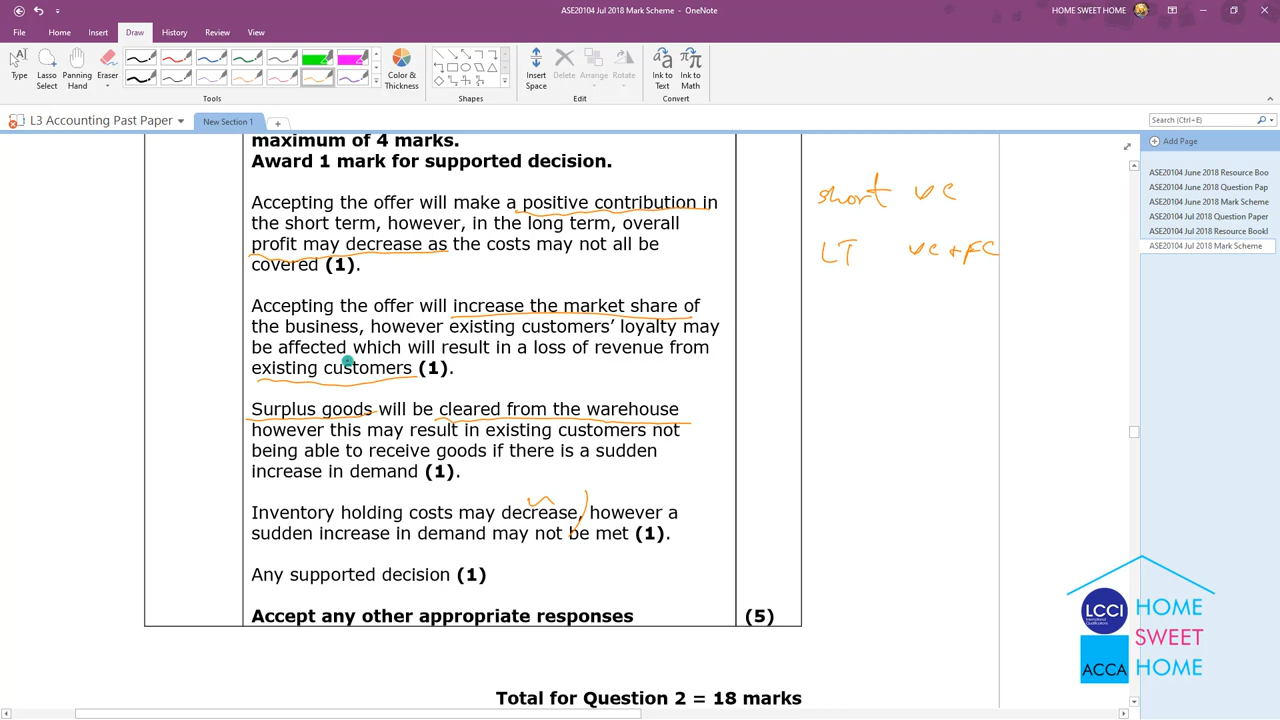 ASE20104 Jul 2018 Mark Scheme - OneNote
HOME SWEET HOME
File Home Insert Draw History Review View
Type
Lasso Select
Panning Hand
Eraser
Color & Thickness
Insert Space
Delete
Arrange
Rotate
Ink to Text
Ink to Math
Tools Shapes Edit Convert
L3 Accounting Past Paper
New Section 1
Search (Ctrl+E)
Add Page
ASE20104 June 2018 Resource Boo
ASE20104 June 2018 Question Pap
ASE20104 June 2018 Mark Scheme
ASE20104 Jul 2018 Question Paper
ASE20104 Jul 2018 Resource Bookl
ASE20104 Jul 2018 Mark Scheme
maximum of 4 marks.
Award 1 mark for supported decision.
Accepting the offer will make a positive contribution in
the short term, however, in the long term, overall
profit may decrease as the costs may not all be
covered (1).
Accepting the offer will increase the market share of
the business, however existing customers’ loyalty may
be affected which will result in a loss of revenue from
existing customers (1).
Surplus goods will be cleared from the warehouse
however this may result in existing customers not
being able to receive goods if there is a sudden
increase in demand (1).
Inventory holding costs may decrease, however a
sudden increase in demand may not be met (1).
Any supported decision (1)
Accept any other appropriate responses
(5)
Total for Question 2 = 18 marks
short VC
LT VC+FC
LCCI
International Qualifications
ACCA
HOME
SWEET
HOME